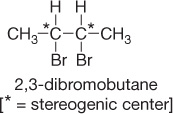 H H
CH₃–C*–C*–CH₃
Br Br
2,3-dibromobutane
[* = stereogenic center]